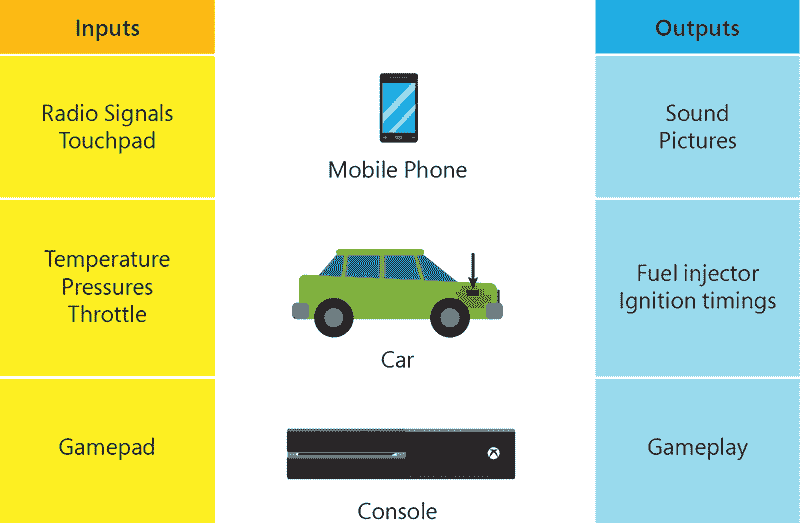 Inputs
Outputs
Radio Signals
Touchpad
Mobile Phone
Sound
Pictures
Temperature
Pressures
Throttle
Car
Fuel injector
Ignition timings
Gamepad
Console
Gameplay